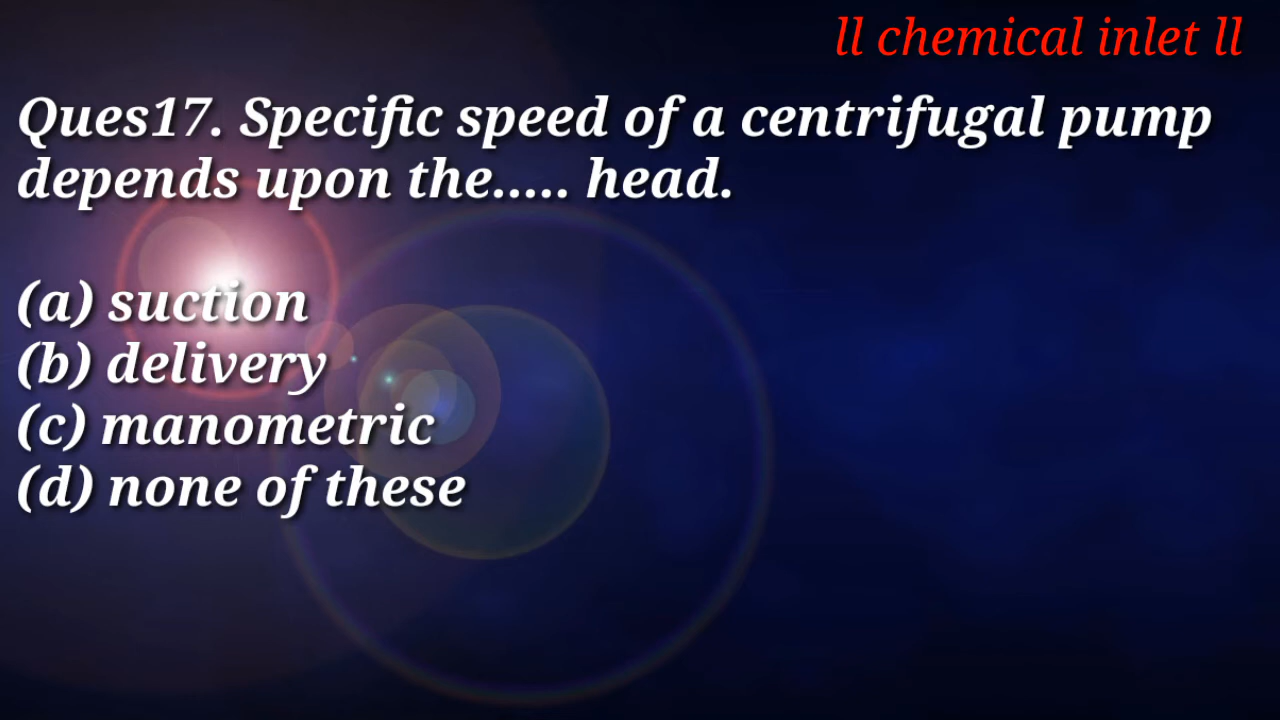 ll chemical inlet ll
Ques17. Specific speed of a centrifugal pump
depends upon the..... head.
(a) suction
(b) delivery
(c) manometric
(d) none of these